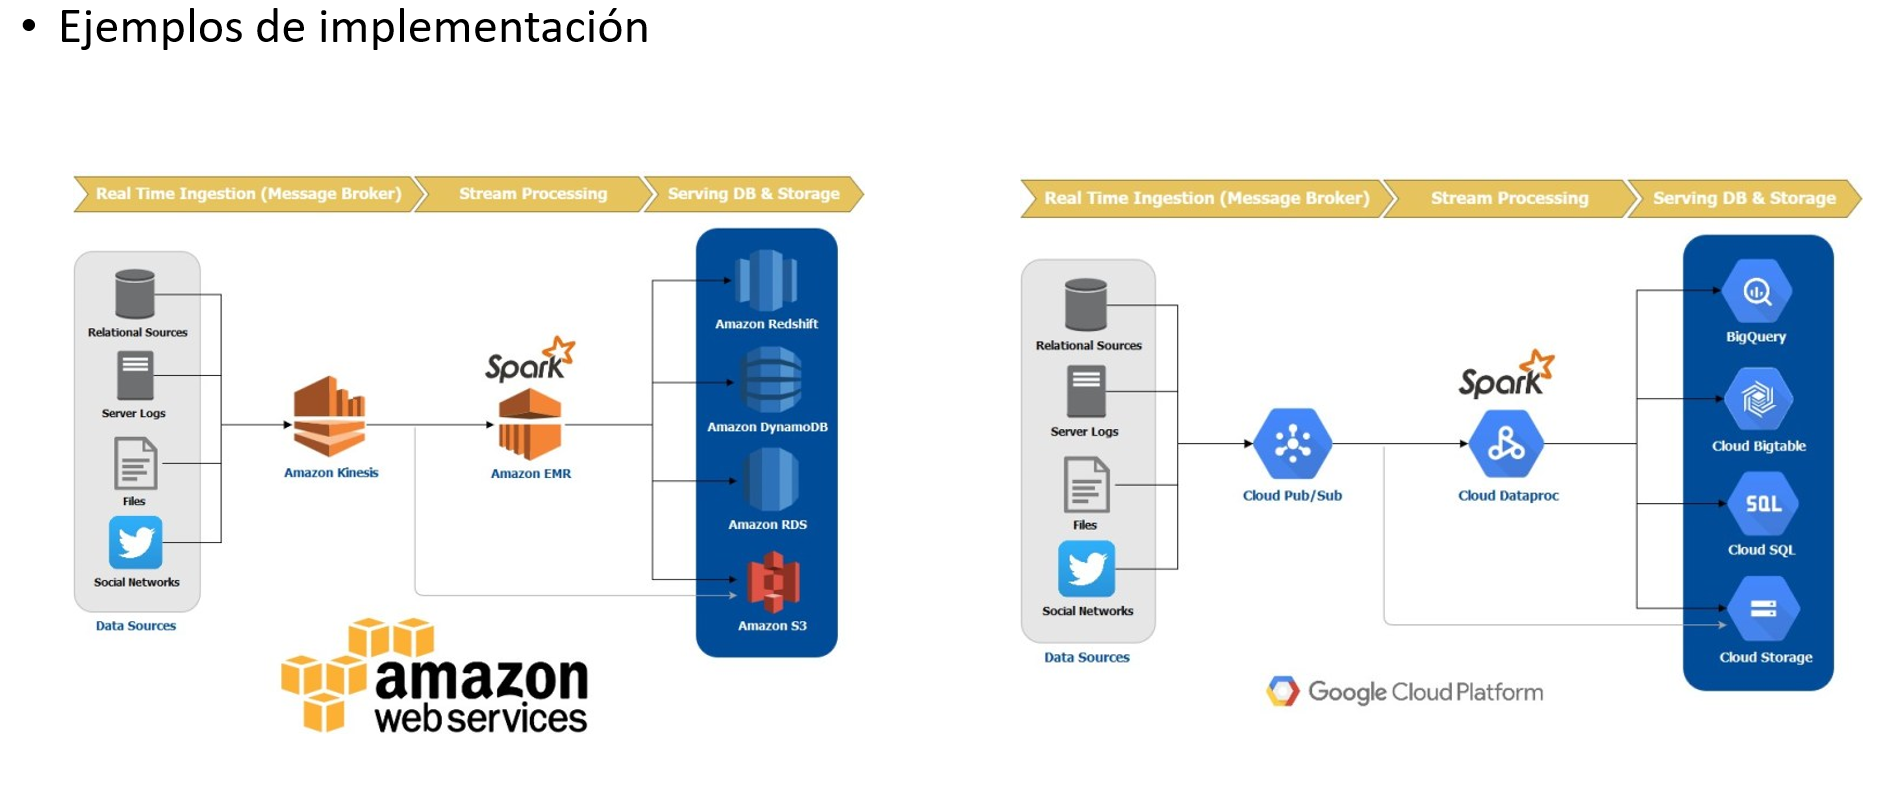 • Ejemplos de implementación
Real Time Ingestion (Message Broker)
Stream Processing
Serving DB & Storage
Relational Sources
Server Logs
Files
Social Networks
Data Sources
Amazon Kinesis
Spark
Amazon EMR
Amazon Redshift
Amazon DynamoDB
Amazon RDS
Amazon S3
amazon
web services
Real Time Ingestion (Message Broker)
Stream Processing
Serving DB & Storage
Relational Sources
Server Logs
Files
Social Networks
Data Sources
Cloud Pub/Sub
Spark
Cloud Dataproc
BigQuery
Cloud Bigtable
SQL
Cloud SQL
Cloud Storage
Google Cloud Platform